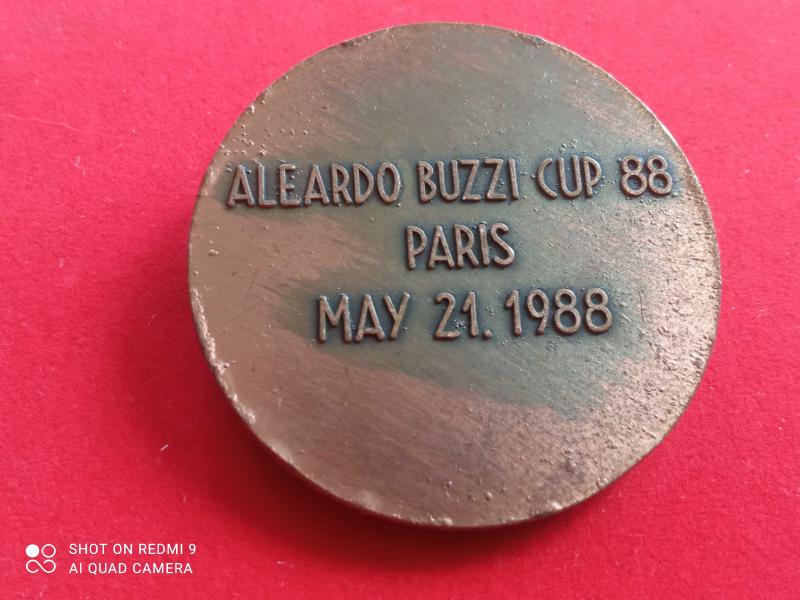 ALEARDO BUZZI CUP '88
PARIS
MAY 21. 1988
SHOT ON REDMI 9
AI QUAD CAMERA